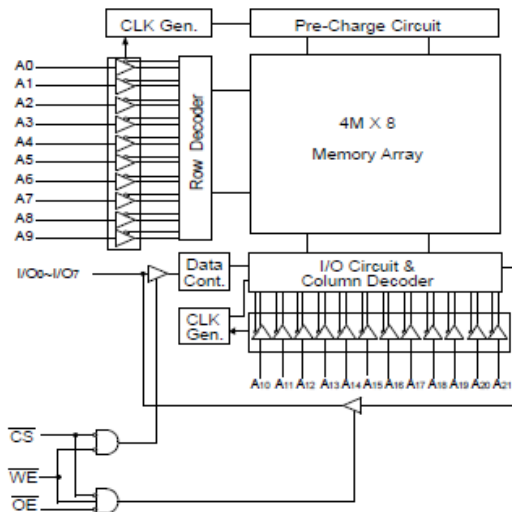 CLK Gen.
Pre-Charge Circuit
A0
A1
A2
A3
A4
A5
A6
A7
A8
A9
Row Decoder
4M X 8
Memory Array
I/O0~I/O7
Data
Cont.
I/O Circuit &
Column Decoder
CLK
Gen.
A10 A11 A12 A13 A14 A15 A16 A17 A18 A19 A20 A21
CS
WE
OE